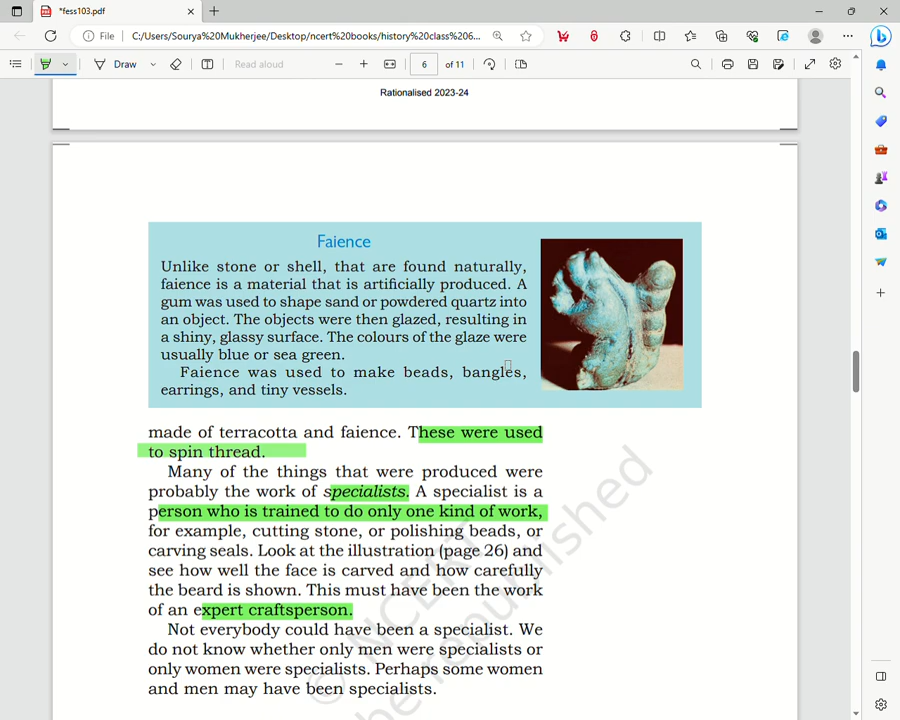 *fess103.pdf
File
C:/Users/Sourya%20Mukherjee/Desktop/ncert%20books/history%20class%206...
Draw
Read aloud
6 of 11
Rationalised 2023-24
Faience
Unlike stone or shell, that are found naturally,
faience is a material that is artificially produced. A
gum was used to shape sand or powdered quartz into
an object. The objects were then glazed, resulting in
a shiny, glassy surface. The colours of the glaze were
usually blue or sea green.
Faience was used to make beads, bangles,
earrings, and tiny vessels.
made of terracotta and faience. These were used
to spin thread.
Many of the things that were produced were
probably the work of specialists. A specialist is a
person who is trained to do only one kind of work,
for example, cutting stone, or polishing beads, or
carving seals. Look at the illustration (page 26) and
see how well the face is carved and how carefully
the beard is shown. This must have been the work
of an expert craftsperson.
Not everybody could have been a specialist. We
do not know whether only men were specialists or
only women were specialists. Perhaps some women
and men may have been specialists.
© NCERT
be republished